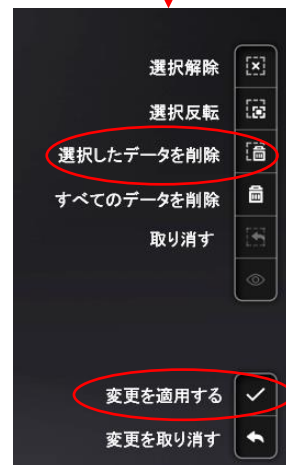 選択解除
選択反転
選択したデータを削除
すべてのデータを削除
取り消す
変更を適用する
変更を取り消す